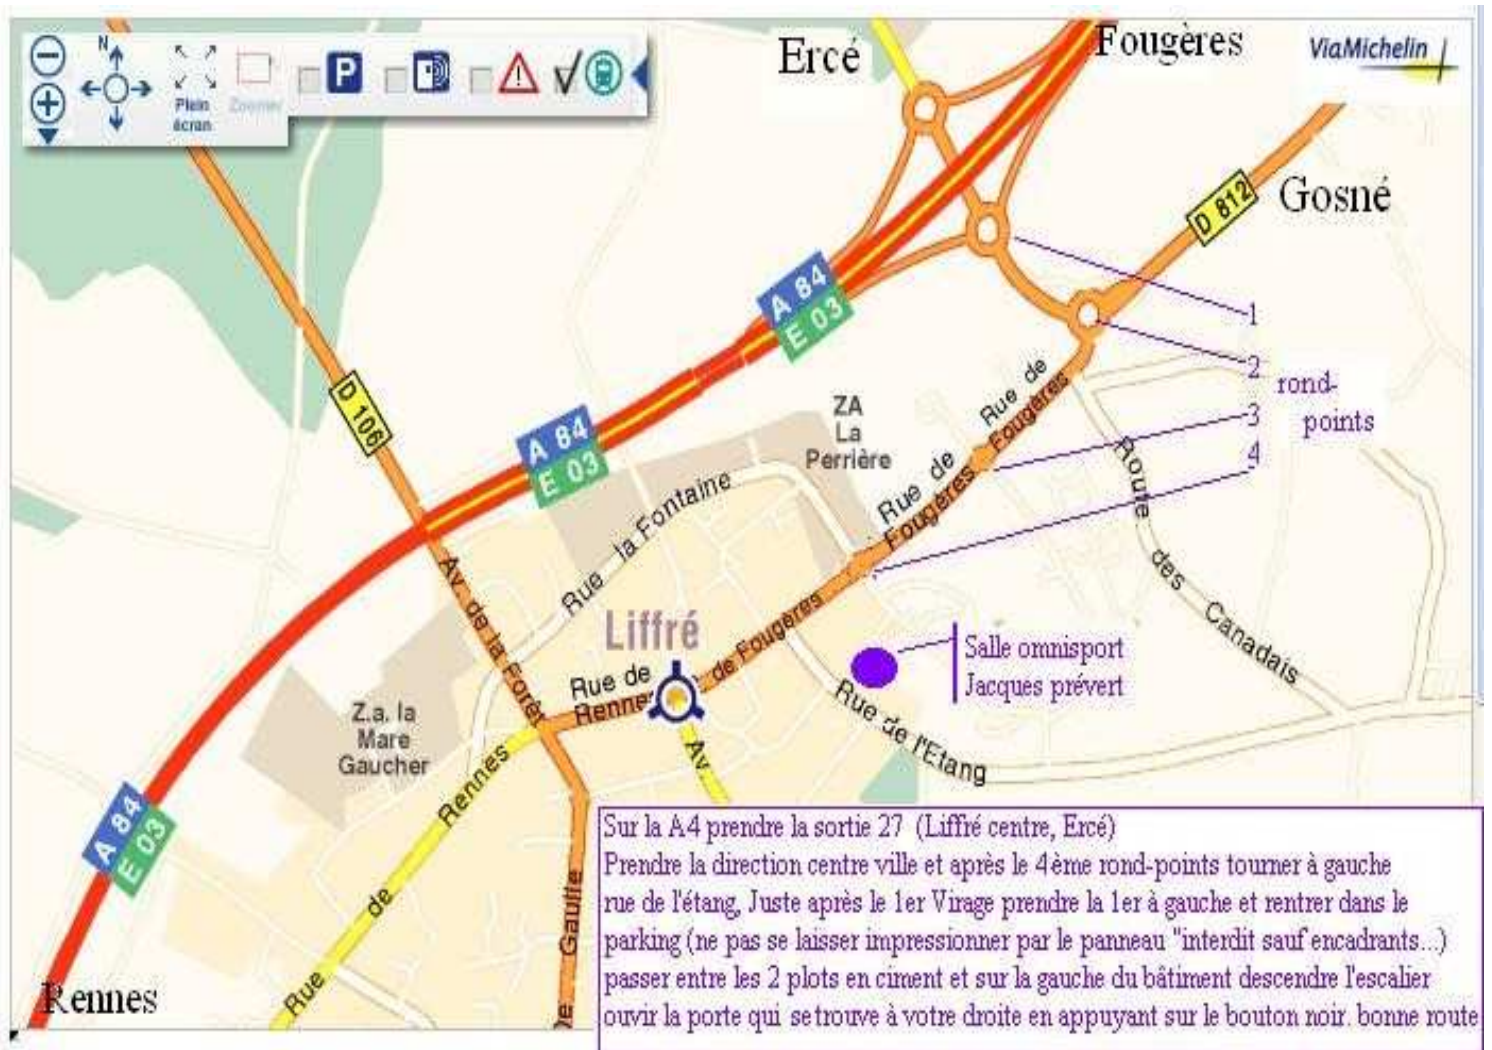 N
Plein
écran
Zoomer
P
Ercé
Fougères
ViaMichelin
D 812
Gosné
A 84
E 03
1
2
rond-
points
3
4
D 106
A 84
E 03
ZA
La
Perrière
Rue de
Fougères
Rue de
Fougères
Route
des
Canadais
Rue la Fontaine
Av. de la Forêt
Liffré
Rue de
Rennes
de Fougères
Salle omnisport
Jacques prévert
Rue de l'Etang
Av.
Z.a. la
Mare
Gaucher
Rue de Rennes
A 84
E 03
De Gaulle
Rennes
Sur la A4 prendre la sortie 27 (Liffré centre, Ercé)
Prendre la direction centre ville et après le 4ème rond-points tourner à gauche
rue de l'étang, Juste après le 1er Virage prendre la 1er à gauche et rentrer dans le
parking (ne pas se laisser impressionner par le panneau "interdit sauf encadrants...)
passer entre les 2 plots en ciment et sur la gauche du bâtiment descendre l'escalier
ouvir la porte qui se trouve à votre droite en appuyant sur le bouton noir. bonne route